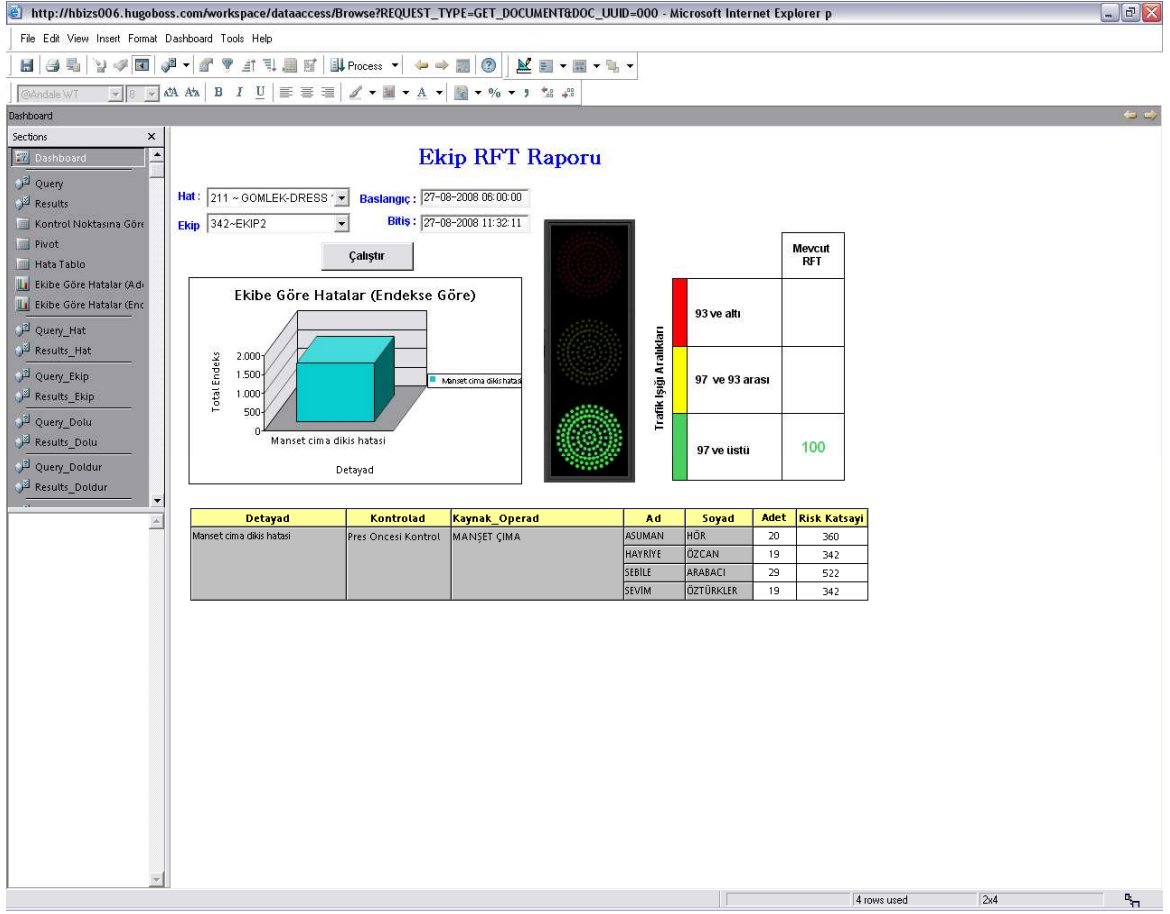 http://hbizs006.hugoboss.com/workspace/dataaccess/Browse?REQUEST_TYPE=GET_DOCUMENT&DOC_UUID=000 - Microsoft Internet Explorer p
File Edit View Insert Format Dashboard Tools Help
Process
@Andale WT 8 B I U A %
Dashboard
Sections
Dashboard
Query
Results
Kontrol Noktasına Göre
Pivot
Hata Tablo
Ekibe Göre Hatalar (Ad
Ekibe Göre Hatalar (Enc
Query_Hat
Results_Hat
Query_Ekip
Results_Ekip
Query_Dolu
Results_Dolu
Query_Doldur
Results_Doldur
Ekip RFT Raporu
Hat : 211 ~ GOMLEK-DRESS Baslangıç : 27-08-2008 06:00:00
Ekip 342~EKIP2 Bitiş : 27-08-2008 11:32:11
Çalıştır
Ekibe Göre Hatalar (Endekse Göre)
Total Endeks
2.000
1.500
1.000
500
0
Manset cima dikis hatasi
Manset cima dikis hatasi
Detayad
Trafik Işığı Aralıkları
Mevcut RFT
93 ve altı
97 ve 93 arası
97 ve üstü 100
Detayad Kontrolad Kaynak_Operad Ad Soyad Adet Risk Katsayi
Manset cima dikis hatasi Pres Oncesi Kontrol MANŞET ÇIMA ASUMAN HÖR 20 360
HAYRİYE ÖZCAN 19 342
SEBİLE ARABACI 29 522
SEVİM ÖZTÜRKLER 19 342
4 rows used 2x4